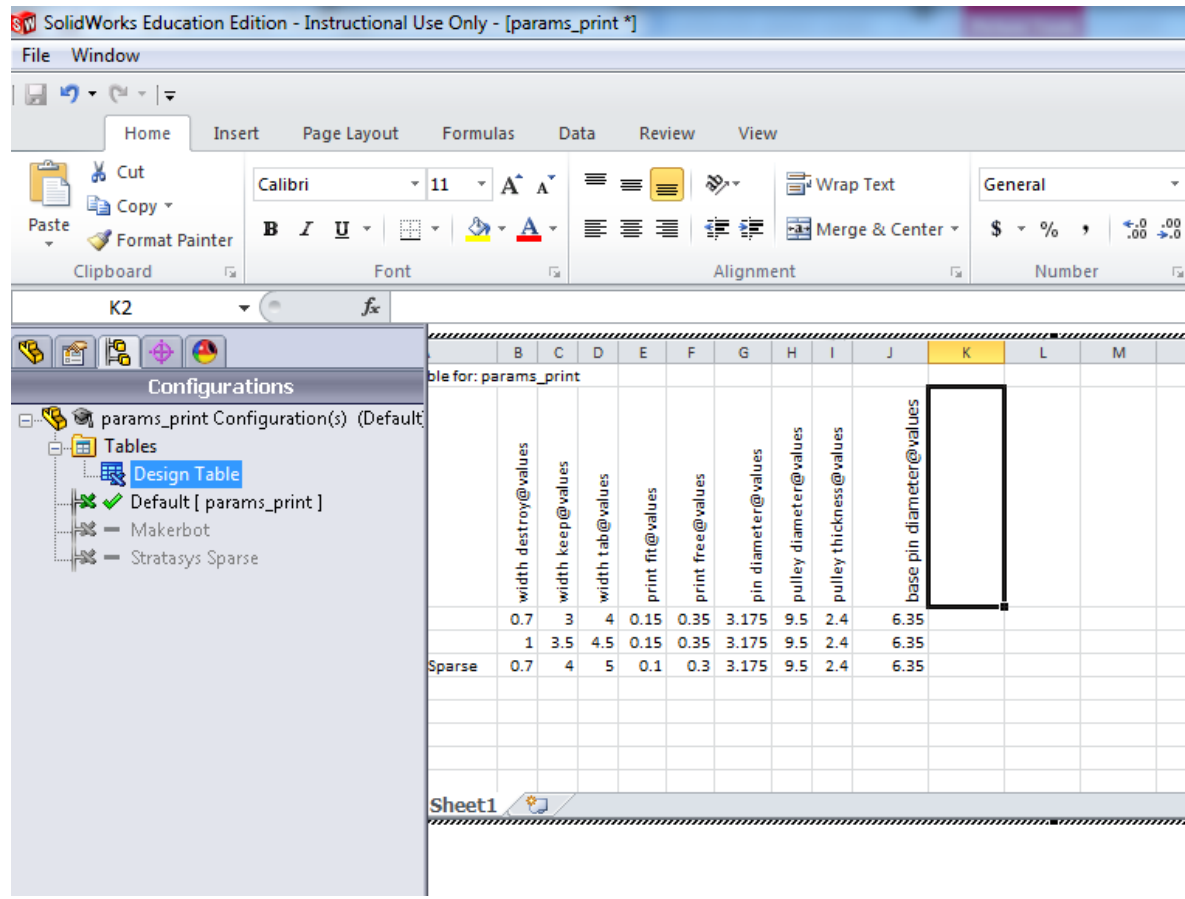 SolidWorks Education Edition - Instructional Use Only - [params_print *]
File Window
Home Insert Page Layout Formulas Data Review View
Paste
Cut
Copy
Format Painter
Clipboard
Calibri 11 A A
B I U A
Font
Wrap Text
Merge & Center
Alignment
General
$ % , .0 .00 .00 .0
Number
K2 fx
Configurations
params_print Configuration(s) (Default
Tables
Design Table
Default [ params_print ]
Makerbot
Stratasys Sparse
B C D E F G H I J K L M
ble for: params_print
width destroy@values
width keep@values
width tab@values
print fit@values
print free@values
pin diameter@values
pulley diameter@values
pulley thickness@values
base pin diameter@values
0.7 3 4 0.15 0.35 3.175 9.5 2.4 6.35
1 3.5 4.5 0.15 0.35 3.175 9.5 2.4 6.35
Sparse 0.7 4 5 0.1 0.3 3.175 9.5 2.4 6.35
Sheet1